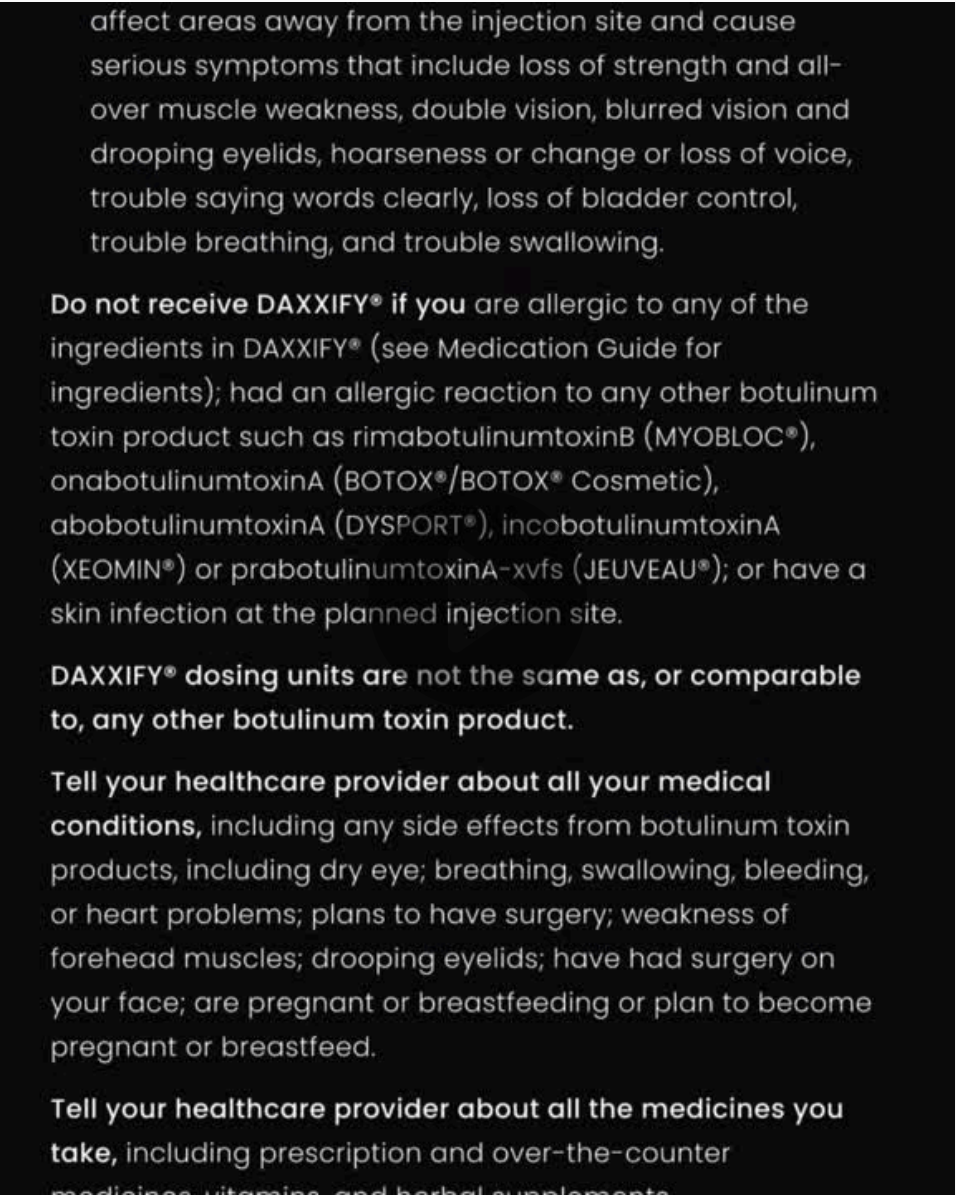 affect areas away from the injection site and cause
serious symptoms that include loss of strength and all-
over muscle weakness, double vision, blurred vision and
drooping eyelids, hoarseness or change or loss of voice,
trouble saying words clearly, loss of bladder control,
trouble breathing, and trouble swallowing.
Do not receive DAXXIFY® if you are allergic to any of the
ingredients in DAXXIFY® (see Medication Guide for
ingredients); had an allergic reaction to any other botulinum
toxin product such as rimabotulinumtoxinB (MYOBLOC®),
onabotulinumtoxinA (BOTOX®/BOTOX® Cosmetic),
abobotulinumtoxinA (DYSPORT®), incobotulinumtoxinA
(XEOMIN®) or prabotulinumtoxinA-xvfs (JEUVEAU®); or have a
skin infection at the planned injection site.
DAXXIFY® dosing units are not the same as, or comparable
to, any other botulinum toxin product.
Tell your healthcare provider about all your medical
conditions, including any side effects from botulinum toxin
products, including dry eye; breathing, swallowing, bleeding,
or heart problems; plans to have surgery; weakness of
forehead muscles; drooping eyelids; have had surgery on
your face; are pregnant or breastfeeding or plan to become
pregnant or breastfeed.
Tell your healthcare provider about all the medicines you
take, including prescription and over-the-counter
medicines, vitamins, and herbal supplements.